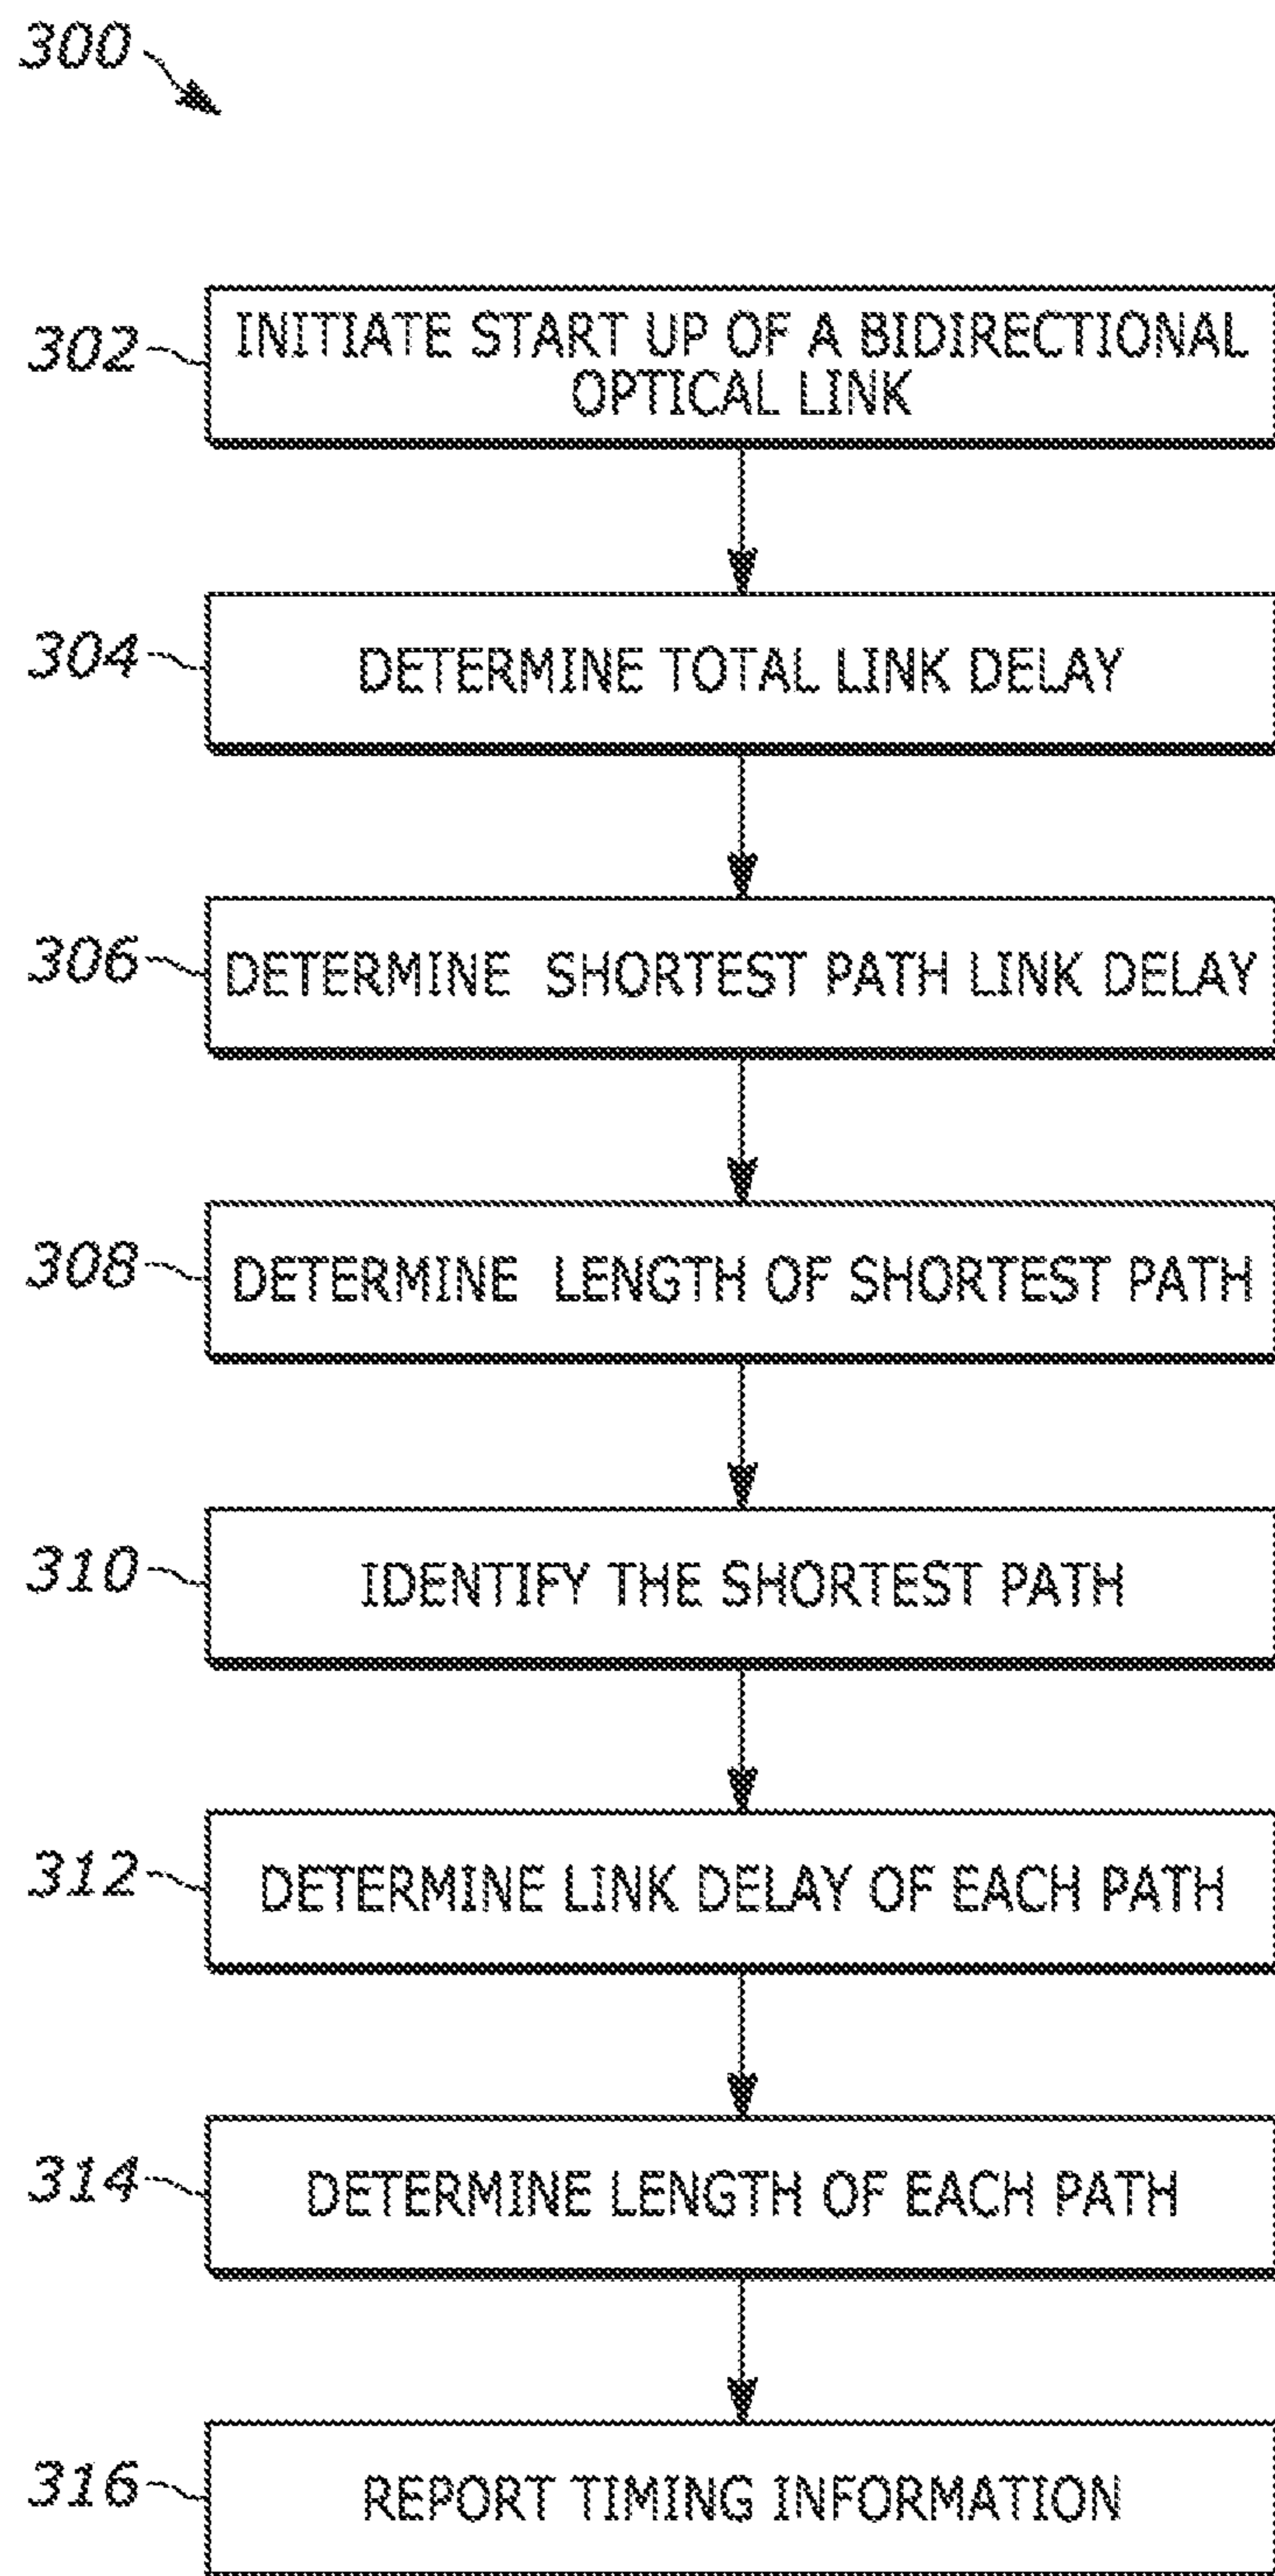 300
302
INITIATE START UP OF A BIDIRECTIONAL
OPTICAL LINK
304
DETERMINE TOTAL LINK DELAY
306
DETERMINE SHORTEST PATH LINK DELAY
308
DETERMINE LENGTH OF SHORTEST PATH
310
IDENTIFY THE SHORTEST PATH
312
DETERMINE LINK DELAY OF EACH PATH
314
DETERMINE LENGTH OF EACH PATH
316
REPORT TIMING INFORMATION